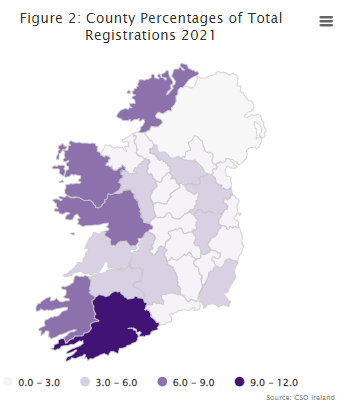 Figure 2: County Percentages of Total
Registrations 2021
0.0 – 3.0 3.0 – 6.0 6.0 – 9.0 9.0 – 12.0
Source: CSO Ireland